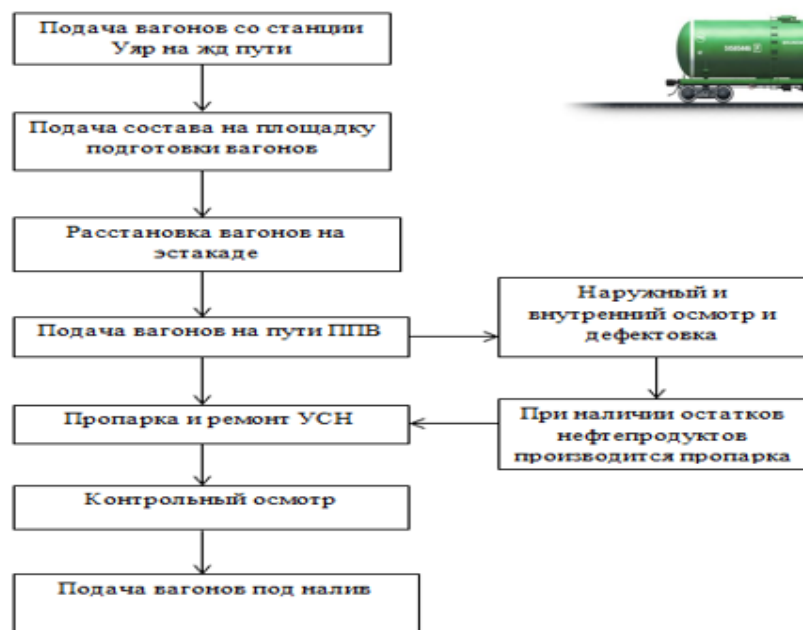 Подача вагонов со станции
Уяр на жд пути
Подача состава на площадку
подготовки вагонов
Расстановка вагонов на
эстакаде
Подача вагонов на пути ППВ
Наружный и
внутренний осмотр и
дефектовка
При наличии остатков
нефтепродуктов
производится пропарка
Пропарка и ремонт УСН
Контрольный осмотр
Подача вагонов под налив